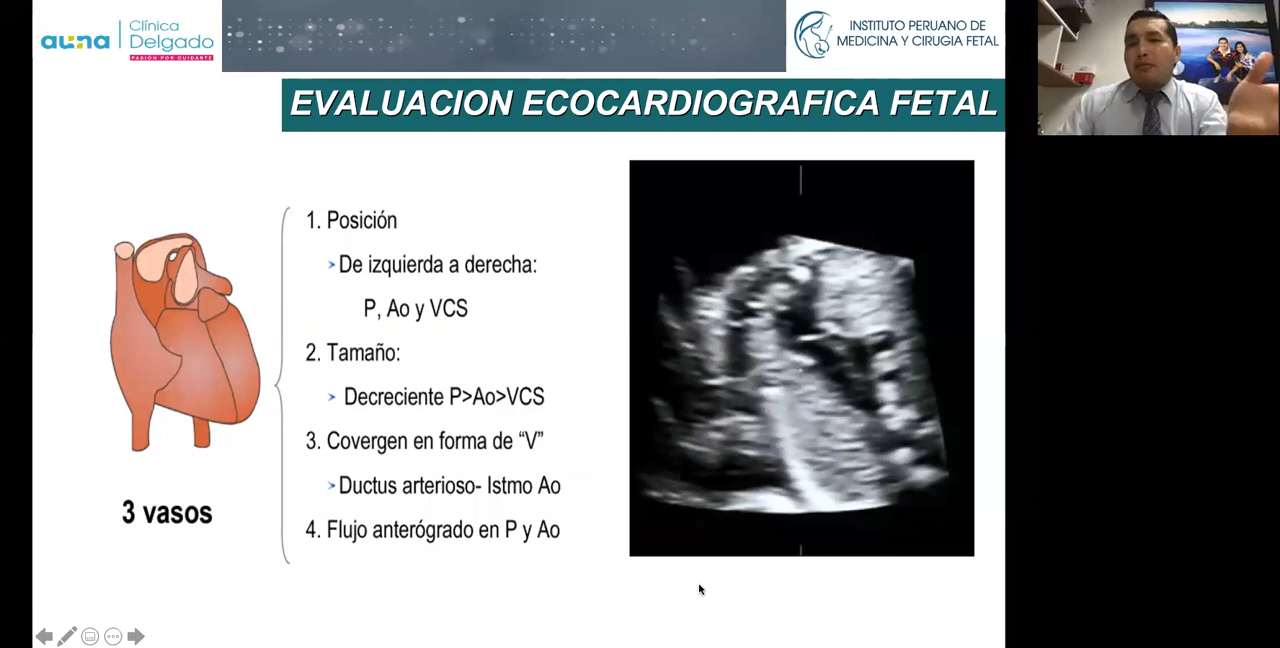 auna
Clínica
Delgado
PASIÓN POR CUIDARTE
INSTITUTO PERUANO DE
MEDICINA Y CIRUGIA FETAL
EVALUACION ECOCARDIOGRAFICA FETAL
1. Posición
De izquierda a derecha:
P, Ao y VCS
2. Tamaño:
Decreciente P>Ao>VCS
3. Covergen en forma de “V”
Ductus arterioso- Istmo Ao
4. Flujo anterógrado en P y Ao
3 vasos